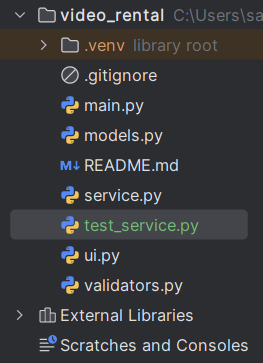 video_rental C:\Users\sa
.venv library root
.gitignore
main.py
models.py
README.md
service.py
test_service.py
ui.py
validators.py
External Libraries
Scratches and Consoles